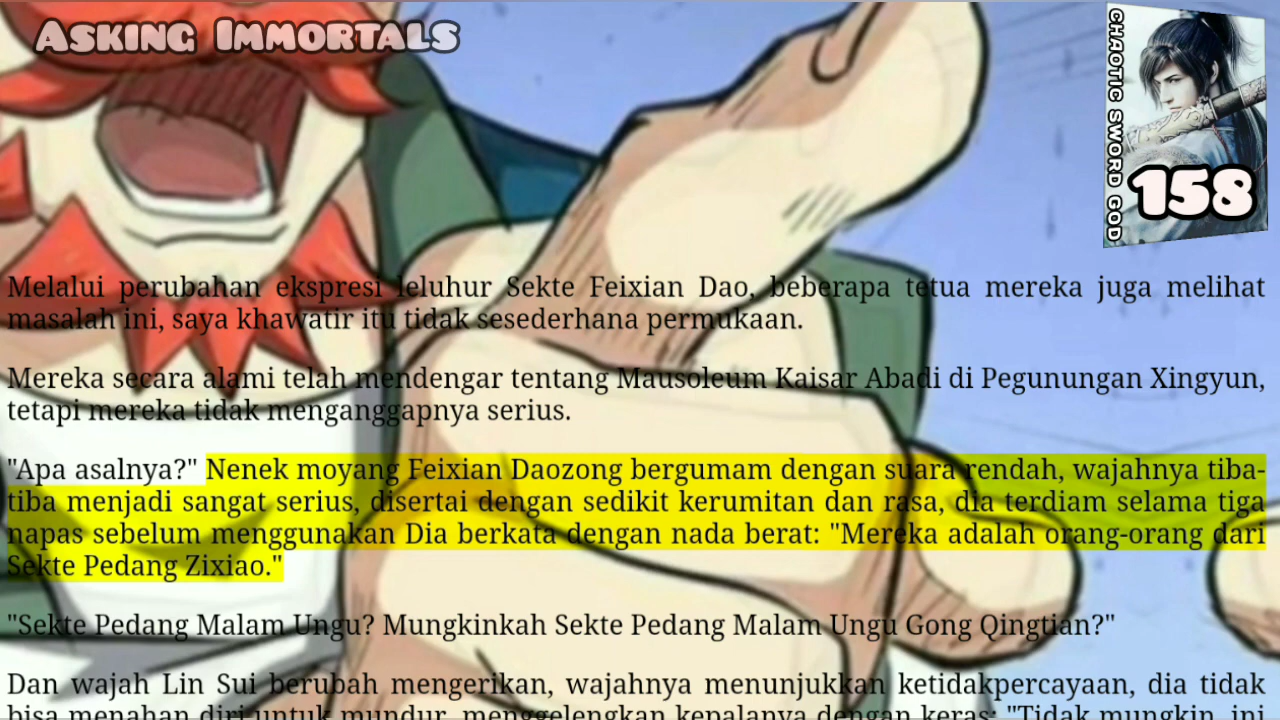 ASKING IMMORTALS
CHAOTIC SWORD GOD
158
Melalui perubahan ekspresi leluhur Sekte Feixian Dao, beberapa tetua mereka juga melihat
masalah ini, saya khawatir itu tidak sesederhana permukaan.
Mereka secara alami telah mendengar tentang Mausoleum Kaisar Abadi di Pegunungan Xingyun,
tetapi mereka tidak menganggapnya serius.
"Apa asalnya?" Nenek moyang Feixian Daozong bergumam dengan suara rendah, wajahnya tiba-
tiba menjadi sangat serius, disertai dengan sedikit kerumitan dan rasa, dia terdiam selama tiga
napas sebelum menggunakan Dia berkata dengan nada berat: "Mereka adalah orang-orang dari
Sekte Pedang Zixiao."
"Sekte Pedang Malam Ungu? Mungkinkah Sekte Pedang Malam Ungu Gong Qingtian?"
Dan wajah Lin Sui berubah mengerikan, wajahnya menunjukkan ketidakpercayaan, dia tidak
bisa menahan diri untuk mundur, menggelengkan kepalanya dengan keras: "Tidak mungkin, ini